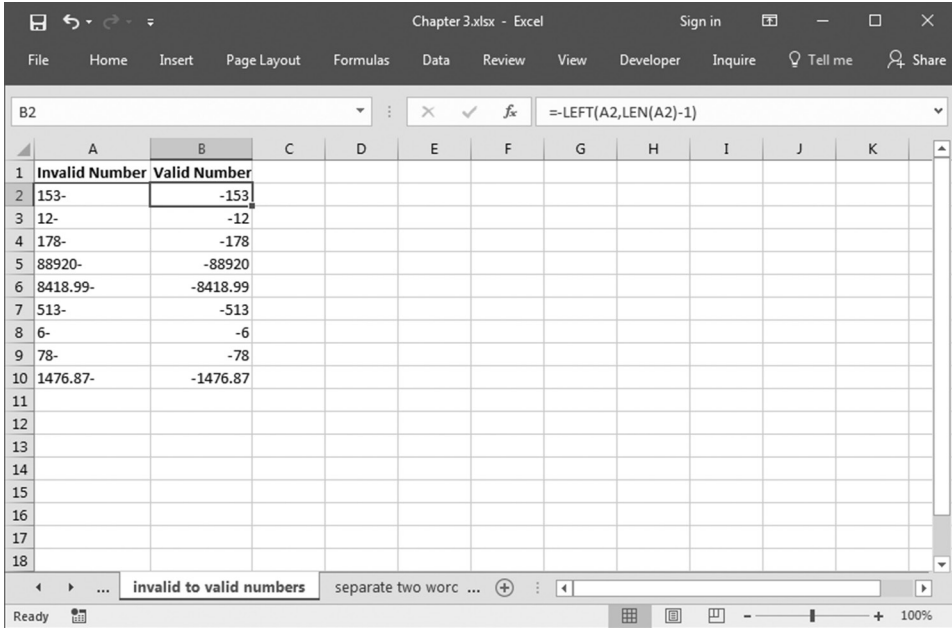 Chapter 3.xlsx - Excel Sign in
File Home Insert Page Layout Formulas Data Review View Developer Inquire Tell me Share
B2 fx =-LEFT(A2,LEN(A2)-1)
A B C D E F G H I J K
1 Invalid Number Valid Number
2 153- -153
3 12- -12
4 178- -178
5 88920- -88920
6 8418.99- -8418.99
7 513- -513
8 6- -6
9 78- -78
10 1476.87- -1476.87
11
12
13
14
15
16
17
18
... invalid to valid numbers separate two worc ...
Ready - + 100%